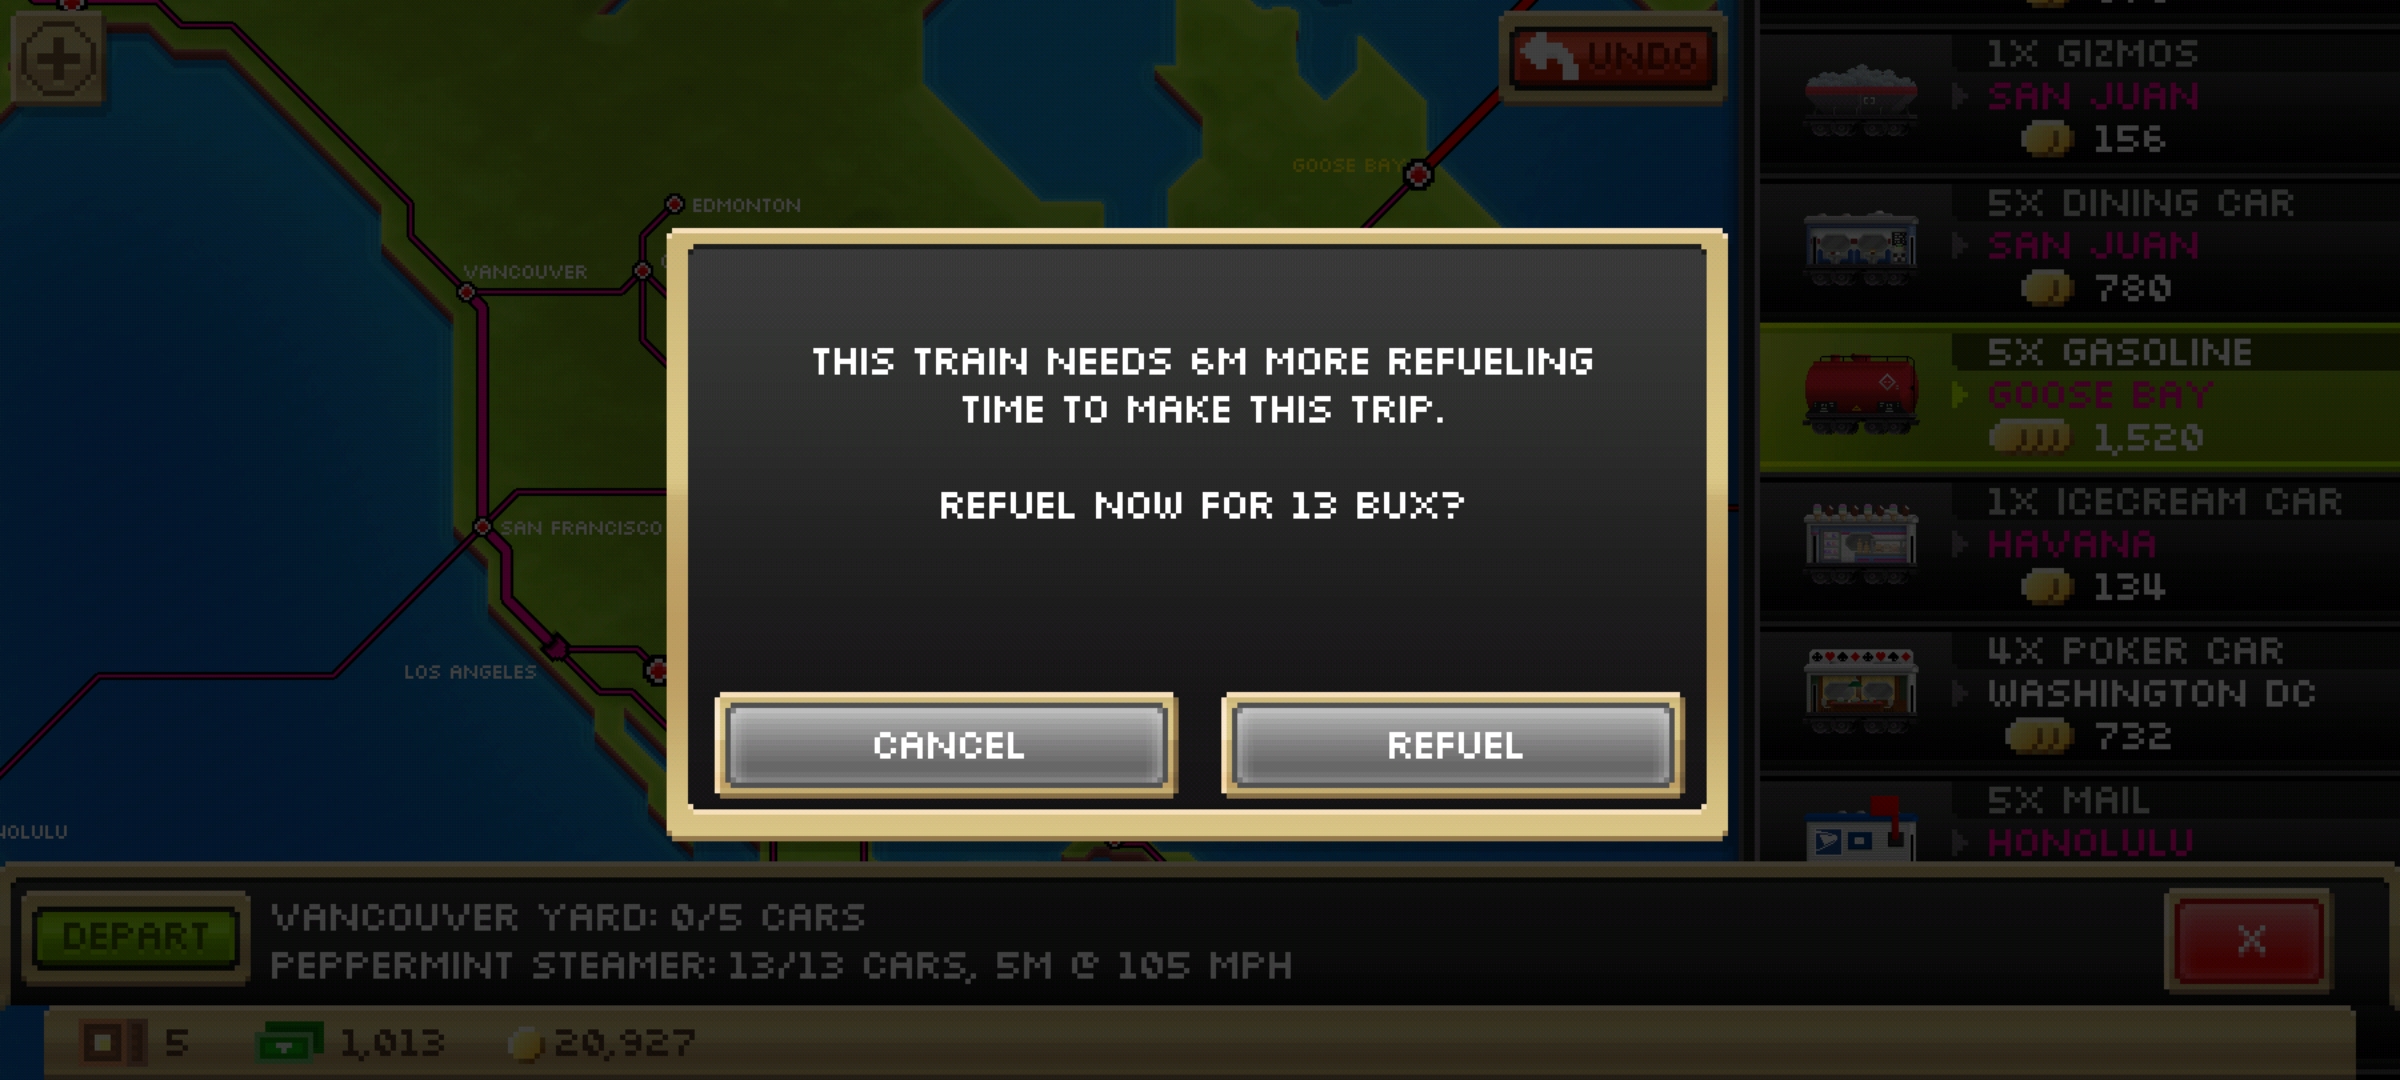 UNDO
GOOSE BAY
EDMONTON
VANCOUVER
SAN FRANCISCO
LOS ANGELES
NOLULU
THIS TRAIN NEEDS 6M MORE REFUELING
TIME TO MAKE THIS TRIP.
REFUEL NOW FOR 13 BUX?
CANCEL
REFUEL
1X GIZMOS
SAN JUAN
156
5X DINING CAR
SAN JUAN
780
5X GASOLINE
GOOSE BAY
1,520
1X ICECREAM CAR
HAVANA
134
4X POKER CAR
WASHINGTON DC
732
5X MAIL
HONOLULU
DEPART
VANCOUVER YARD: 0/5 CARS
PEPPERMINT STEAMER: 13/13 CARS, 5M @ 105 MPH
X
5
1,013
20,927